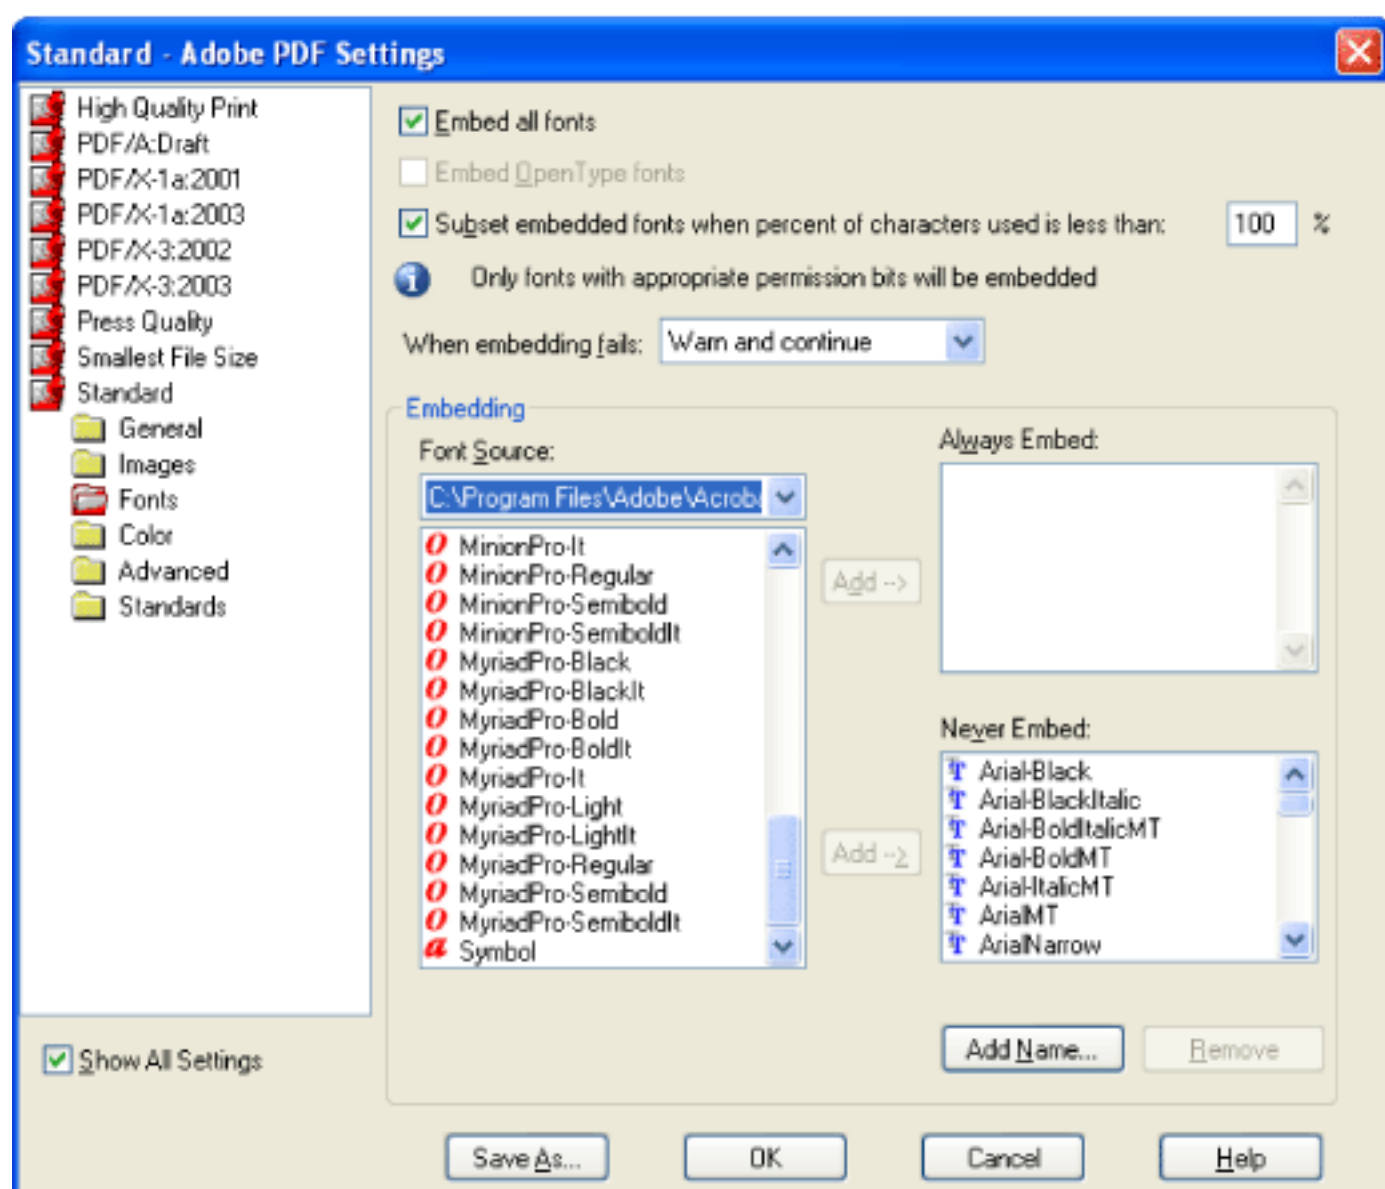 Standard - Adobe PDF Settings
High Quality Print
PDF/A:Draft
PDF/X-1a:2001
PDF/X-1a:2003
PDF/X-3:2002
PDF/X-3:2003
Press Quality
Smallest File Size
Standard
General
Images
Fonts
Color
Advanced
Standards
Show All Settings
Embed all fonts
Embed OpenType fonts
Subset embedded fonts when percent of characters used is less than: 100 %
Only fonts with appropriate permission bits will be embedded
When embedding fails: Warn and continue
Embedding
Font Source:
C:\Program Files\Adobe\Acroba
MinionPro-It
MinionPro-Regular
MinionPro-Semibold
MinionPro-SemiboldIt
MyriadPro-Black
MyriadPro-BlackIt
MyriadPro-Bold
MyriadPro-BoldIt
MyriadPro-It
MyriadPro-Light
MyriadPro-LightIt
MyriadPro-Regular
MyriadPro-Semibold
MyriadPro-SemiboldIt
Symbol
Add -->
Add -->
Always Embed:
Never Embed:
Arial-Black
Arial-BlackItalic
Arial-BoldItalicMT
Arial-BoldMT
Arial-ItalicMT
ArialMT
ArialNarrow
Add Name... Remove
Save As... OK Cancel Help